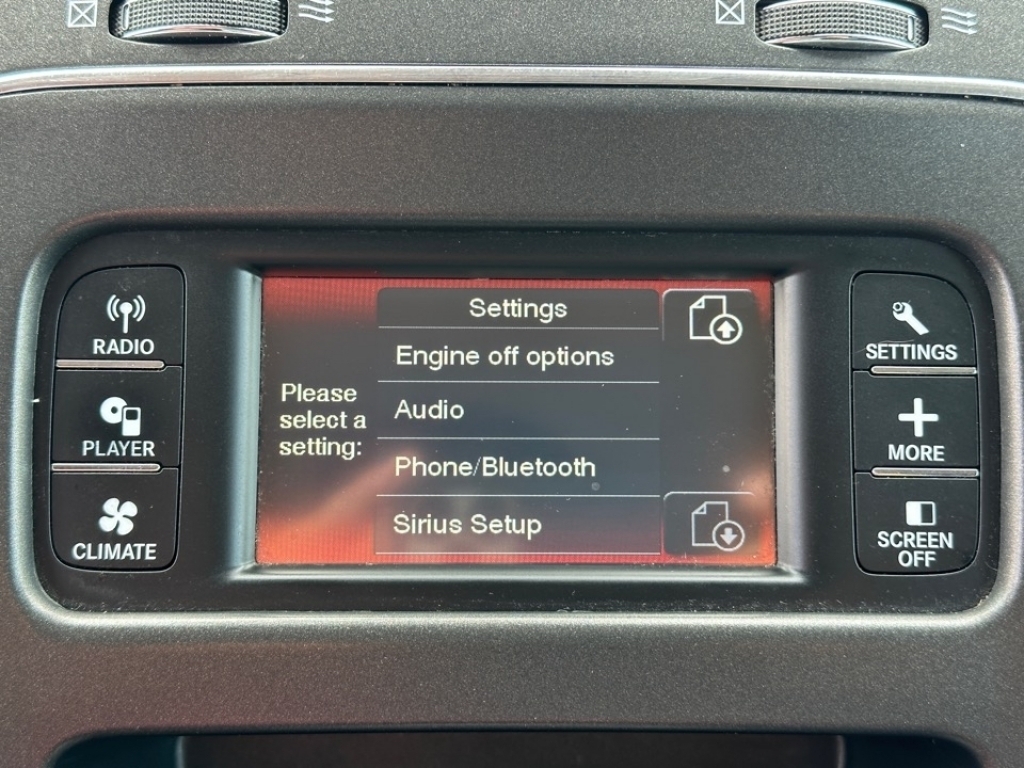 RADIO
PLAYER
CLIMATE
Please
select a
setting:
Settings
Engine off options
Audio
Phone/Bluetooth
Sirius Setup
SETTINGS
MORE
SCREEN
OFF